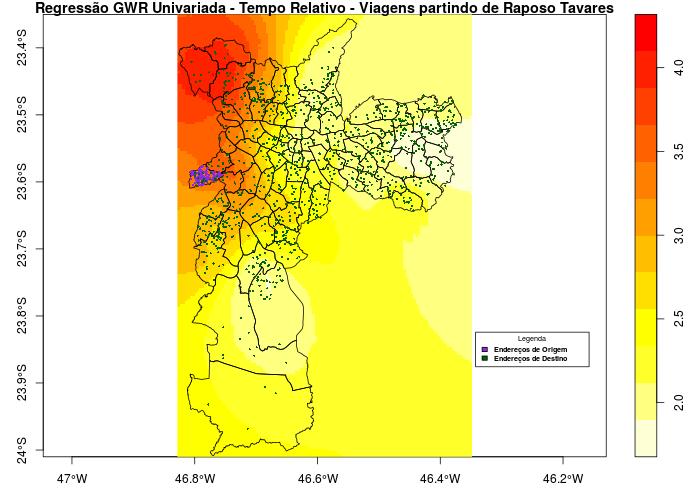 Regressão GWR Univariada - Tempo Relativo - Viagens partindo de Raposo Tavares
23.4°S
23.5°S
23.6°S
23.7°S
23.8°S
23.9°S
24°S
47°W
46.8°W
46.6°W
46.4°W
46.2°W
Legenda
Endereços de Origem
Endereços de Destino
4.0
3.5
3.0
2.5
2.0